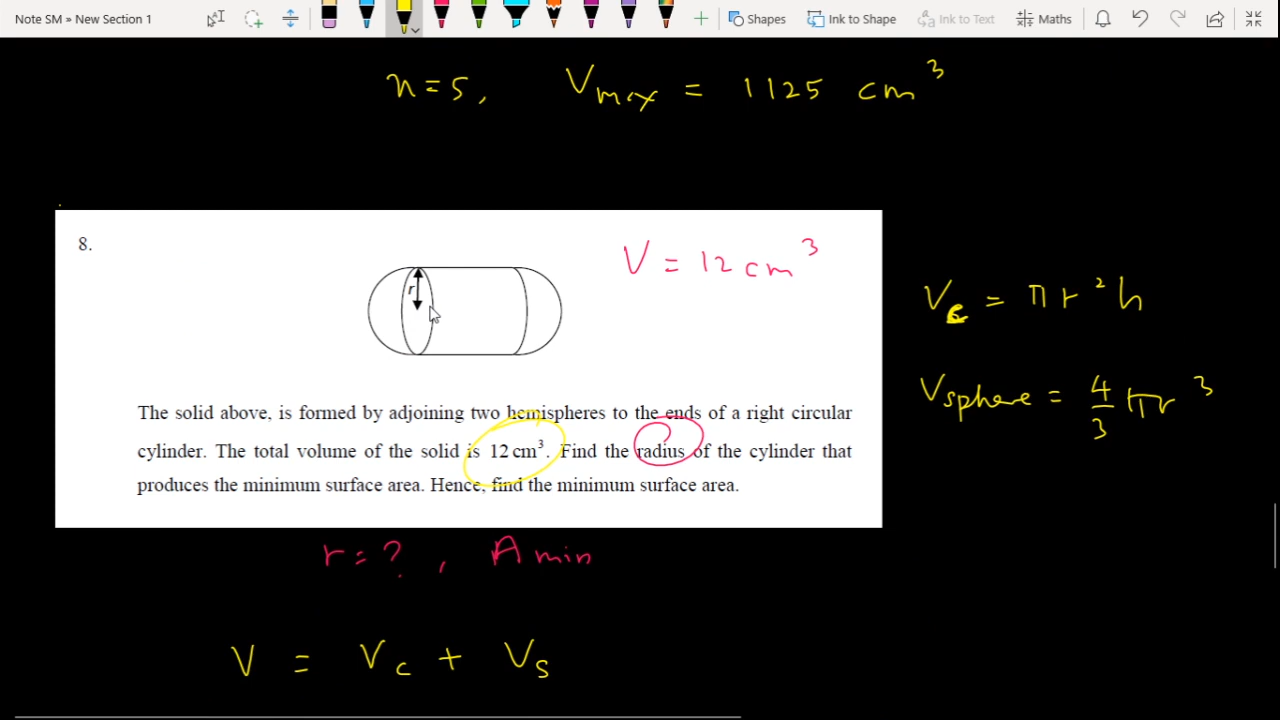 Note SM » New Section 1
Shapes
Ink to Shape
Ink to Text
Maths
n = 5, Vmax = 1125 cm³
8.
V = 12 cm³
r
Vc = πr²h
Vsphere = 4/3 πr³
The solid above, is formed by adjoining two hemispheres to the ends of a right circular
cylinder. The total volume of the solid is 12 cm³. Find the radius of the cylinder that
produces the minimum surface area. Hence, find the minimum surface area.
?
r = ? , A min
V = Vc + Vs